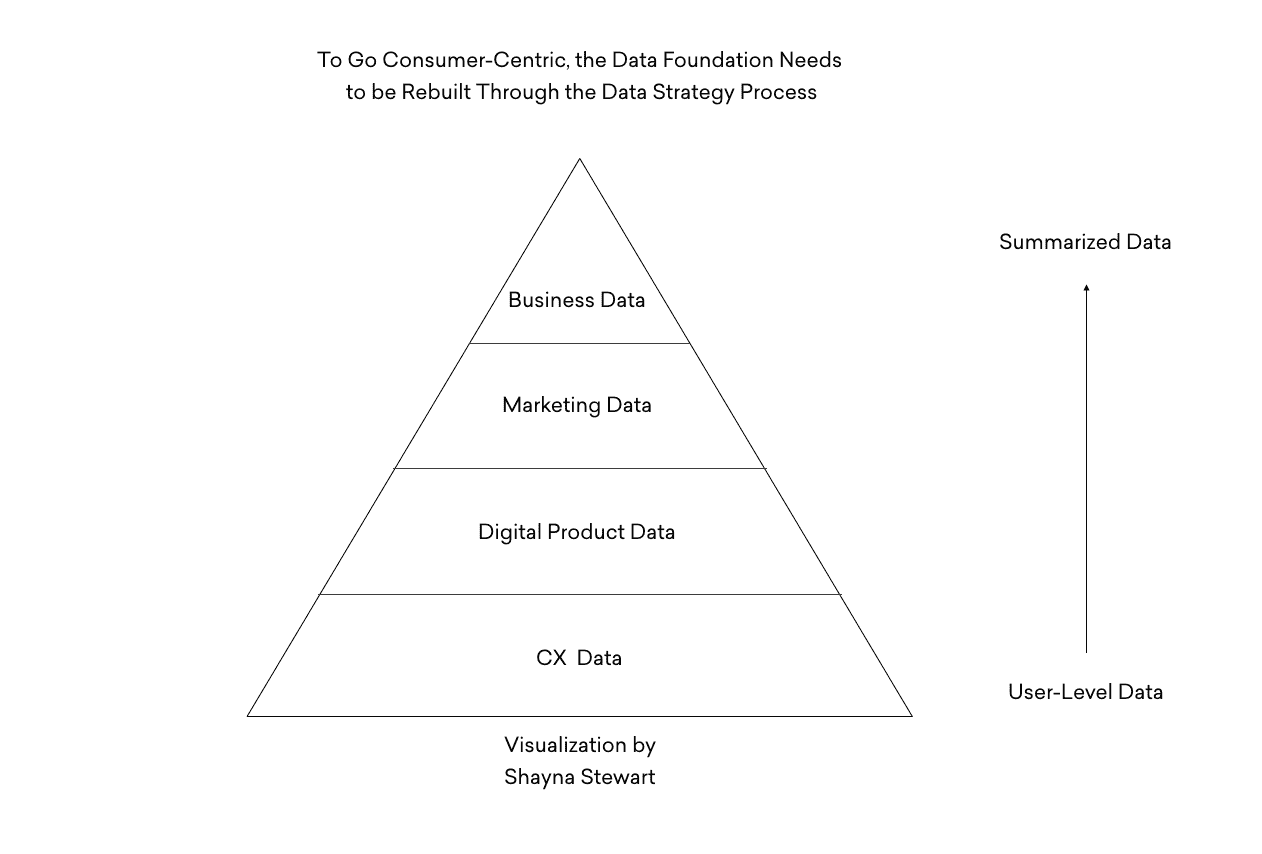 To Go Consumer-Centric, the Data Foundation Needs
to be Rebuilt Through the Data Strategy Process
Summarized Data
Business Data
Marketing Data
Digital Product Data
CX Data
User-Level Data
Visualization by
Shayna Stewart